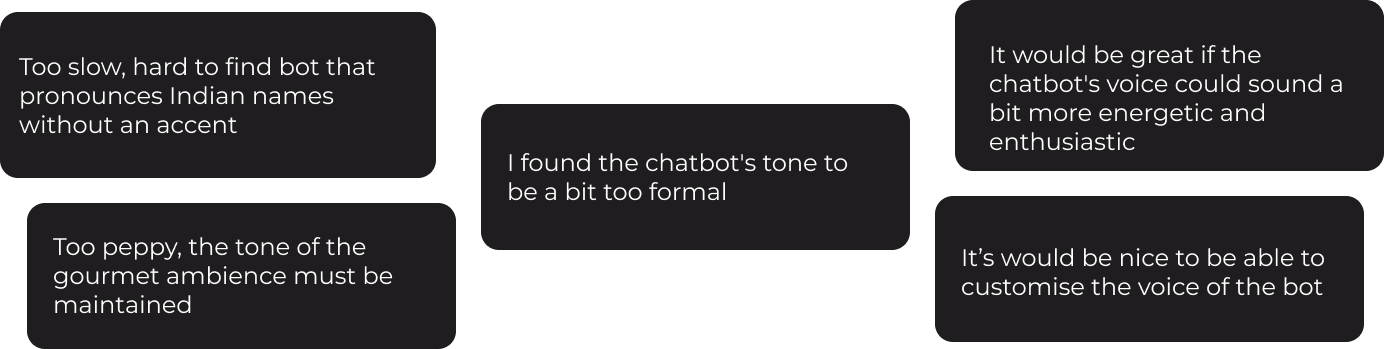 Too slow, hard to find bot that
pronounces Indian names
without an accent
Too peppy, the tone of the
gourmet ambience must be
maintained
I found the chatbot's tone to
be a bit too formal
It would be great if the
chatbot's voice could sound a
bit more energetic and
enthusiastic
It’s would be nice to be able to
customise the voice of the bot